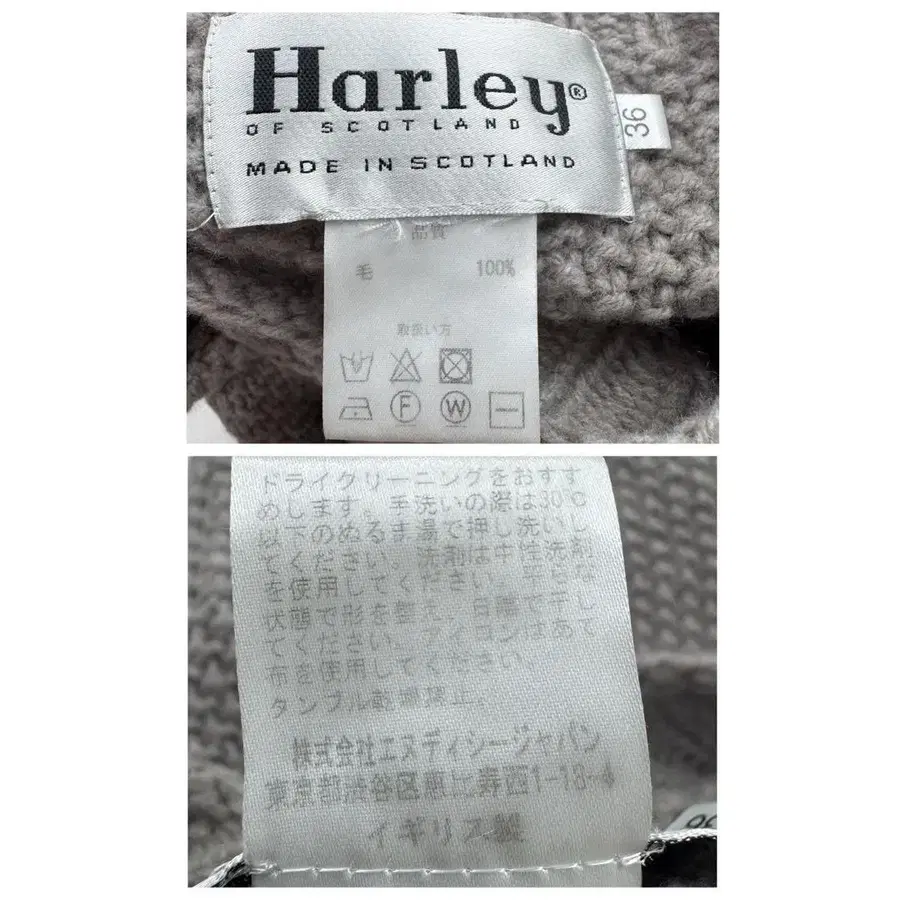 Harley®
OF SCOTLAND
MADE IN SCOTLAND
36
品質
毛 100%
取扱い方
F W
ドライクリーニングをおすす
めします。手洗いの際は30℃
以下のぬるま湯で押し洗いし
てください。洗剤は中性洗剤
を使用してください。平らな
状態で形を整え、日陰で干し
てください。アイロンはあて
布を使用してください。
タンブル乾燥禁止。
株式会社エスディシージャパン
東京都渋谷区恵比寿西1-18-4
イギリス製